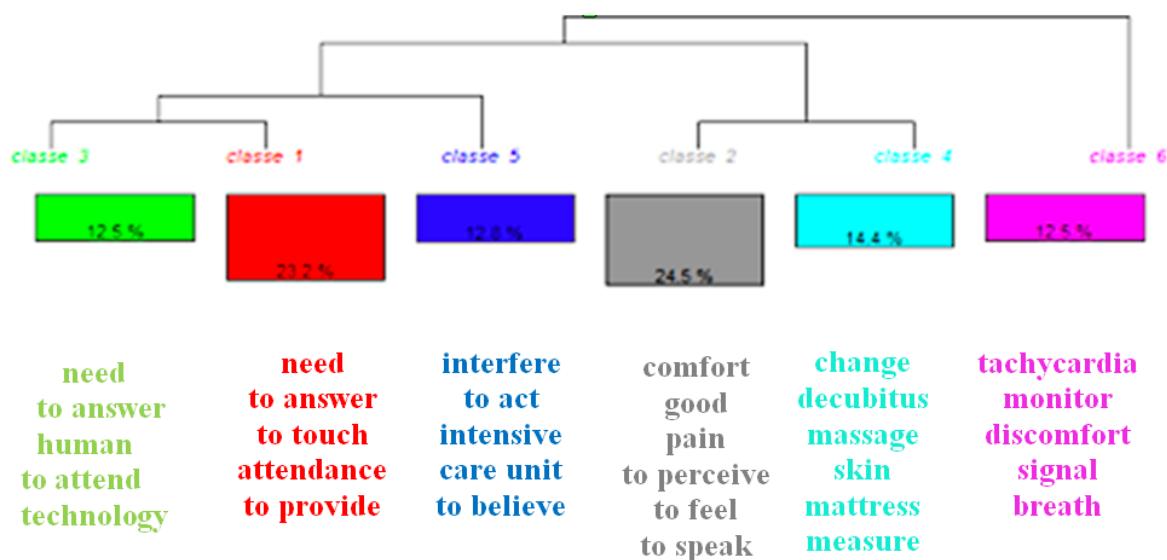 classe 3
classe 1
classe 5
classe 2
classe 4
classe 6
12.5 %
23.2 %
12.8 %
24.5 %
14.4 %
12.5 %
need
to answer
human
to attend
technology
need
to answer
to touch
attendance
to provide
interfere
to act
intensive
care unit
to believe
comfort
good
pain
to perceive
to feel
to speak
change
decubitus
massage
skin
mattress
measure
tachycardia
monitor
discomfort
signal
breath